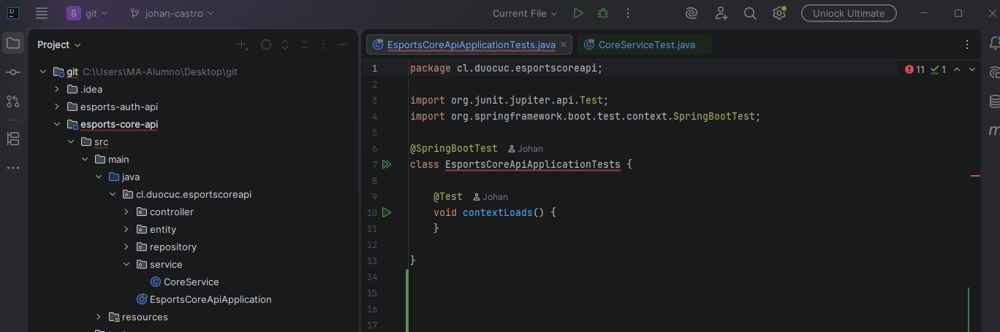 G git johan-castro Current File Unlock Ultimate
Project
git C:\Users\MA-Alumno\Desktop\git
.idea
esports-auth-api
esports-core-api
src
main
java
cl.duocuc.esportscoreapi
controller
entity
repository
service
CoreService
EsportsCoreApiApplication
resources
EsportsCoreApiApplicationTests.java CoreServiceTest.java
11 1
1 package cl.duocuc.esportscoreapi;
2
3 import org.junit.jupiter.api.Test;
4 import org.springframework.boot.test.context.SpringBootTest;
5
6 @SpringBootTest Johan
7 class EsportsCoreApiApplicationTests {
8
9 @Test Johan
10 void contextLoads() {
11 }
12
13 }
14
15
16
17